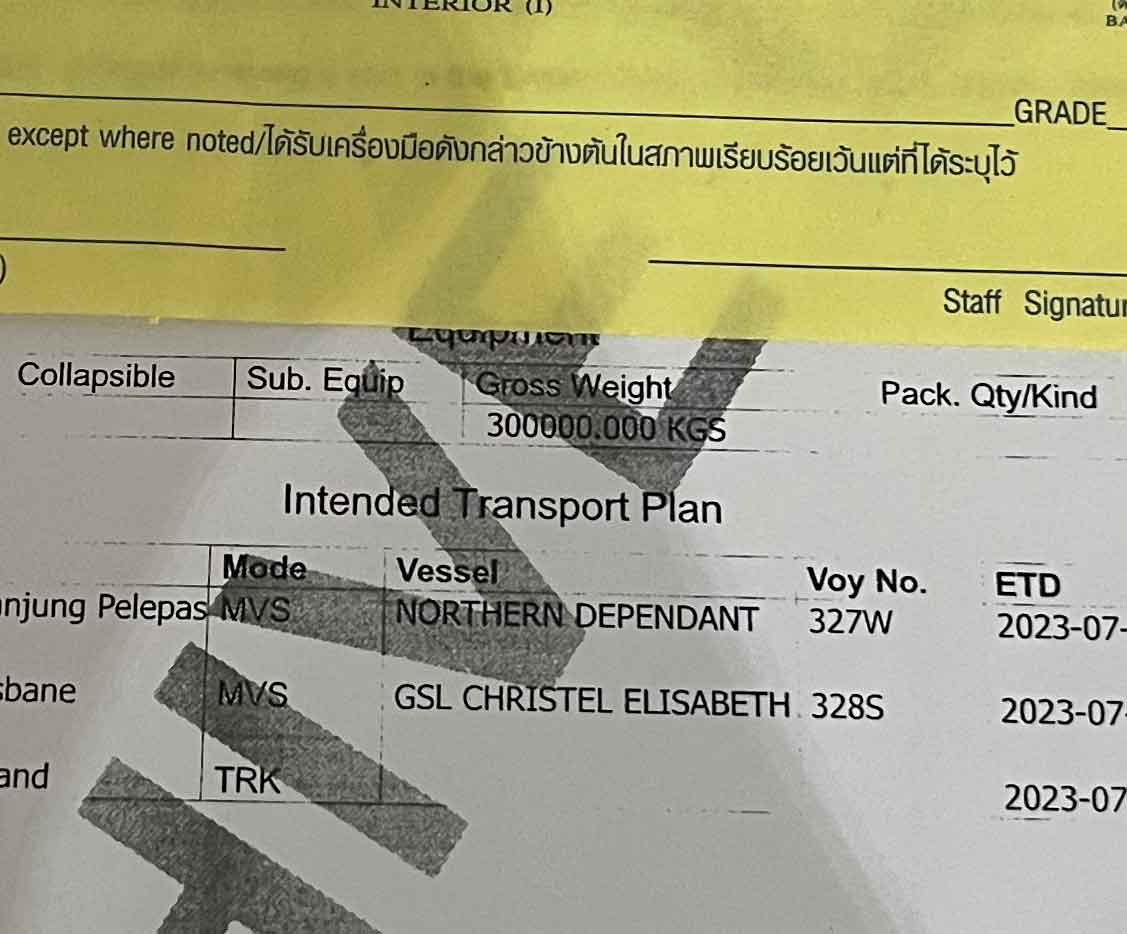 INTERIOR (I)
BA
GRADE
except where noted/ได้รับเครื่องมือดังกล่าวข้างต้นในสภาพเรียบร้อยเว้นแต่ที่ได้ระบุไว้
)
Staff Signatur
Equipment
Collapsible Sub. Equip Gross Weight Pack. Qty/Kind
300000.000 KGS
Intended Transport Plan
Mode Vessel Voy No. ETD
njung Pelepas MVS NORTHERN DEPENDANT 327W 2023-07-
sbane MVS GSL CHRISTEL ELISABETH 328S 2023-07-
and TRK 2023-07